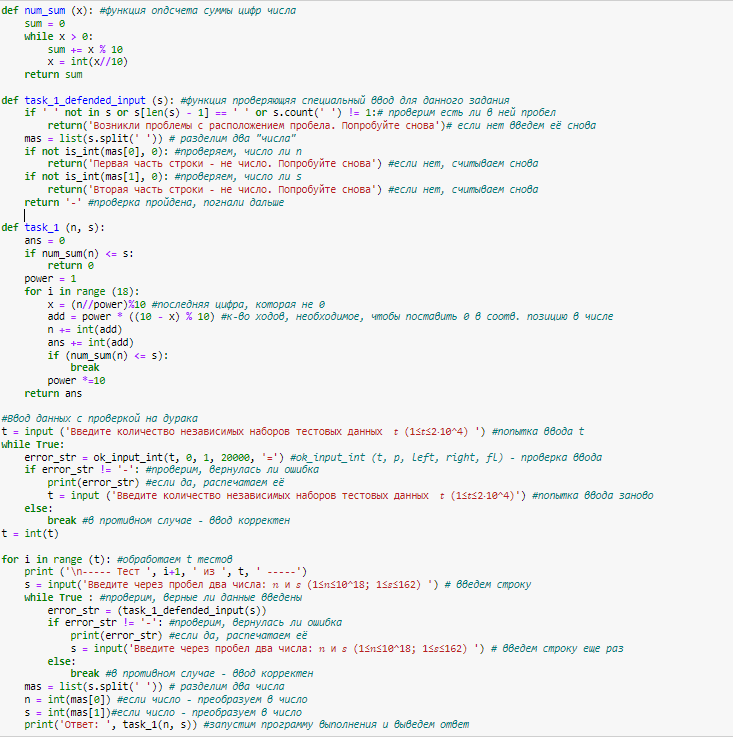 def num_sum (x): #функция опдсчета суммы цифр числа
    sum = 0
    while x > 0:
        sum += x % 10
        x = int(x//10)
    return sum

def task_1_defended_input (s): #функция проверяющяя специальный ввод для данного задания
    if ' ' not in s or s[len(s) - 1] == ' ' or s.count(' ') != 1:# проверим есть ли в ней пробел
        return('Возникли проблемы с расположением пробела. Попробуйте снова')# если нет введем её снова
    mas = list(s.split(' ')) # разделим два "числа"
    if not is_int(mas[0], 0): #проверяем, число ли n
        return('Первая часть строки - не число. Попробуйте снова') #если нет, считываем снова
    if not is_int(mas[1], 0): #проверяем, число ли s
        return('Вторая часть строки - не число. Попробуйте снова') #если нет, считываем снова
    return '-' #проверка пройдена, погнали дальше

def task_1 (n, s):
    ans = 0
    if num_sum(n) <= s:
        return 0
    power = 1
    for i in range (18):
        x = (n//power)%10 #последняя цифра, которая не 0
        add = power * ((10 - x) % 10) #к-во ходов, необходимое, чтобы поставить 0 в соотв. позицию в числе
        n += int(add)
        ans += int(add)
        if (num_sum(n) <= s):
            break
        power *=10
    return ans

#Ввод данных с проверкой на дурака
t = input ('Введите количество независимых наборов тестовых данных  t (1≤t≤2⋅10^4) ') #попытка ввода t
while True:
    error_str = ok_input_int(t, 0, 1, 20000, '=') #ok_input_int (t, p, left, right, fl) - проверка ввода
    if error_str != '-': #проверим, вернулась ли ошибка
        print(error_str) #если да, распечатаем её
        t = input ('Введите количество независимых наборов тестовых данных  t (1≤t≤2⋅10^4)') #попытка ввода заново
    else:
        break #в противном случае - ввод корректен
t = int(t)

for i in range (t): #обработаем t тестов
    print ('\n----- Тест ', i+1, ' из ', t, ' -----')
    s = input('Введите через пробел два числа: n и s (1≤n≤10^18; 1≤s≤162) ') # введем строку
    while True : #проверим, верные ли данные введены
        error_str = (task_1_defended_input(s))
        if error_str != '-': #проверим, вернулась ли ошибка
            print(error_str) #если да, распечатаем её
            s = input('Введите через пробел два числа: n и s (1≤n≤10^18; 1≤s≤162) ') # введем строку еще раз
        else:
            break #в противном случае - ввод корректен
    mas = list(s.split(' ')) # разделим два числа
    n = int(mas[0]) #если число - преобразуем в число
    s = int(mas[1])#если число - преобразуем в число
    print('Ответ: ', task_1(n, s)) #запустим программу выполнения и выведем ответ